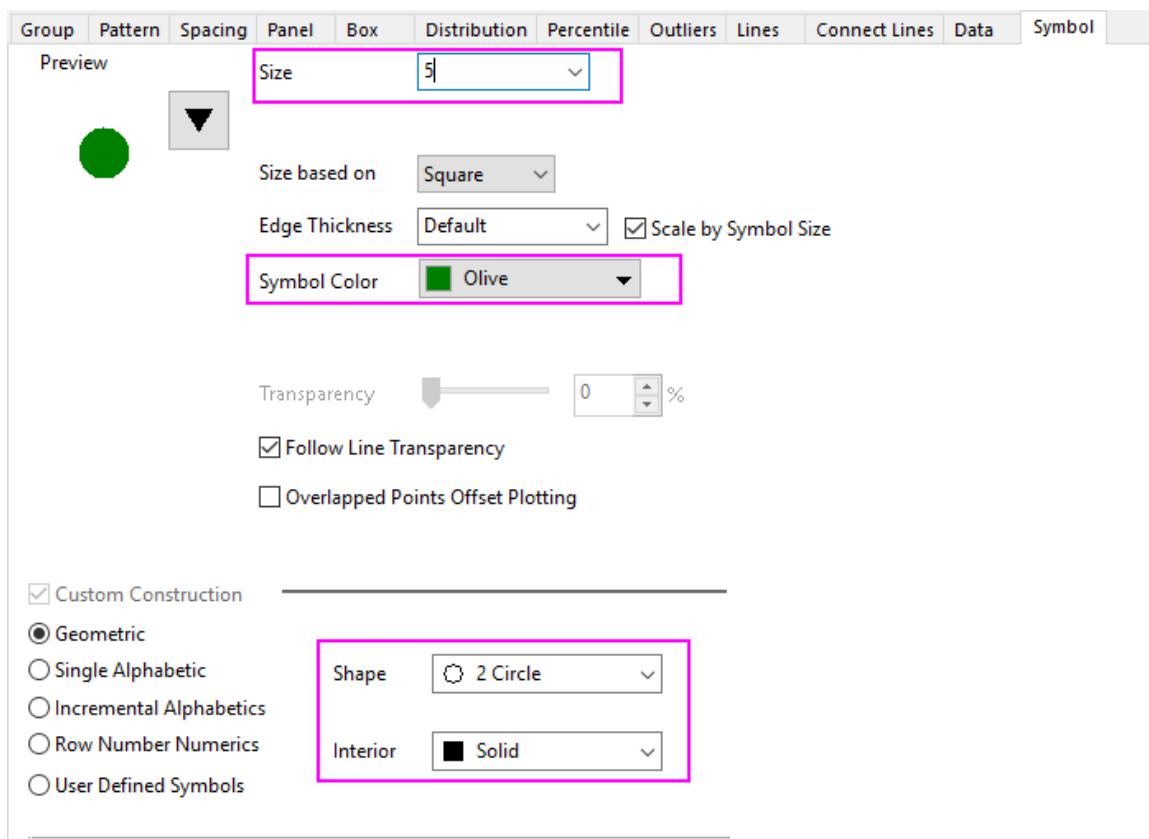 Group Pattern Spacing Panel Box Distribution Percentile Outliers Lines Connect Lines Data Symbol
Preview
Size 5
Size based on Square
Edge Thickness Default Scale by Symbol Size
Symbol Color Olive
Transparency 0 %
Follow Line Transparency
Overlapped Points Offset Plotting
Custom Construction
Geometric
Single Alphabetic
Incremental Alphabetics
Row Number Numerics
User Defined Symbols
Shape 2 Circle
Interior Solid